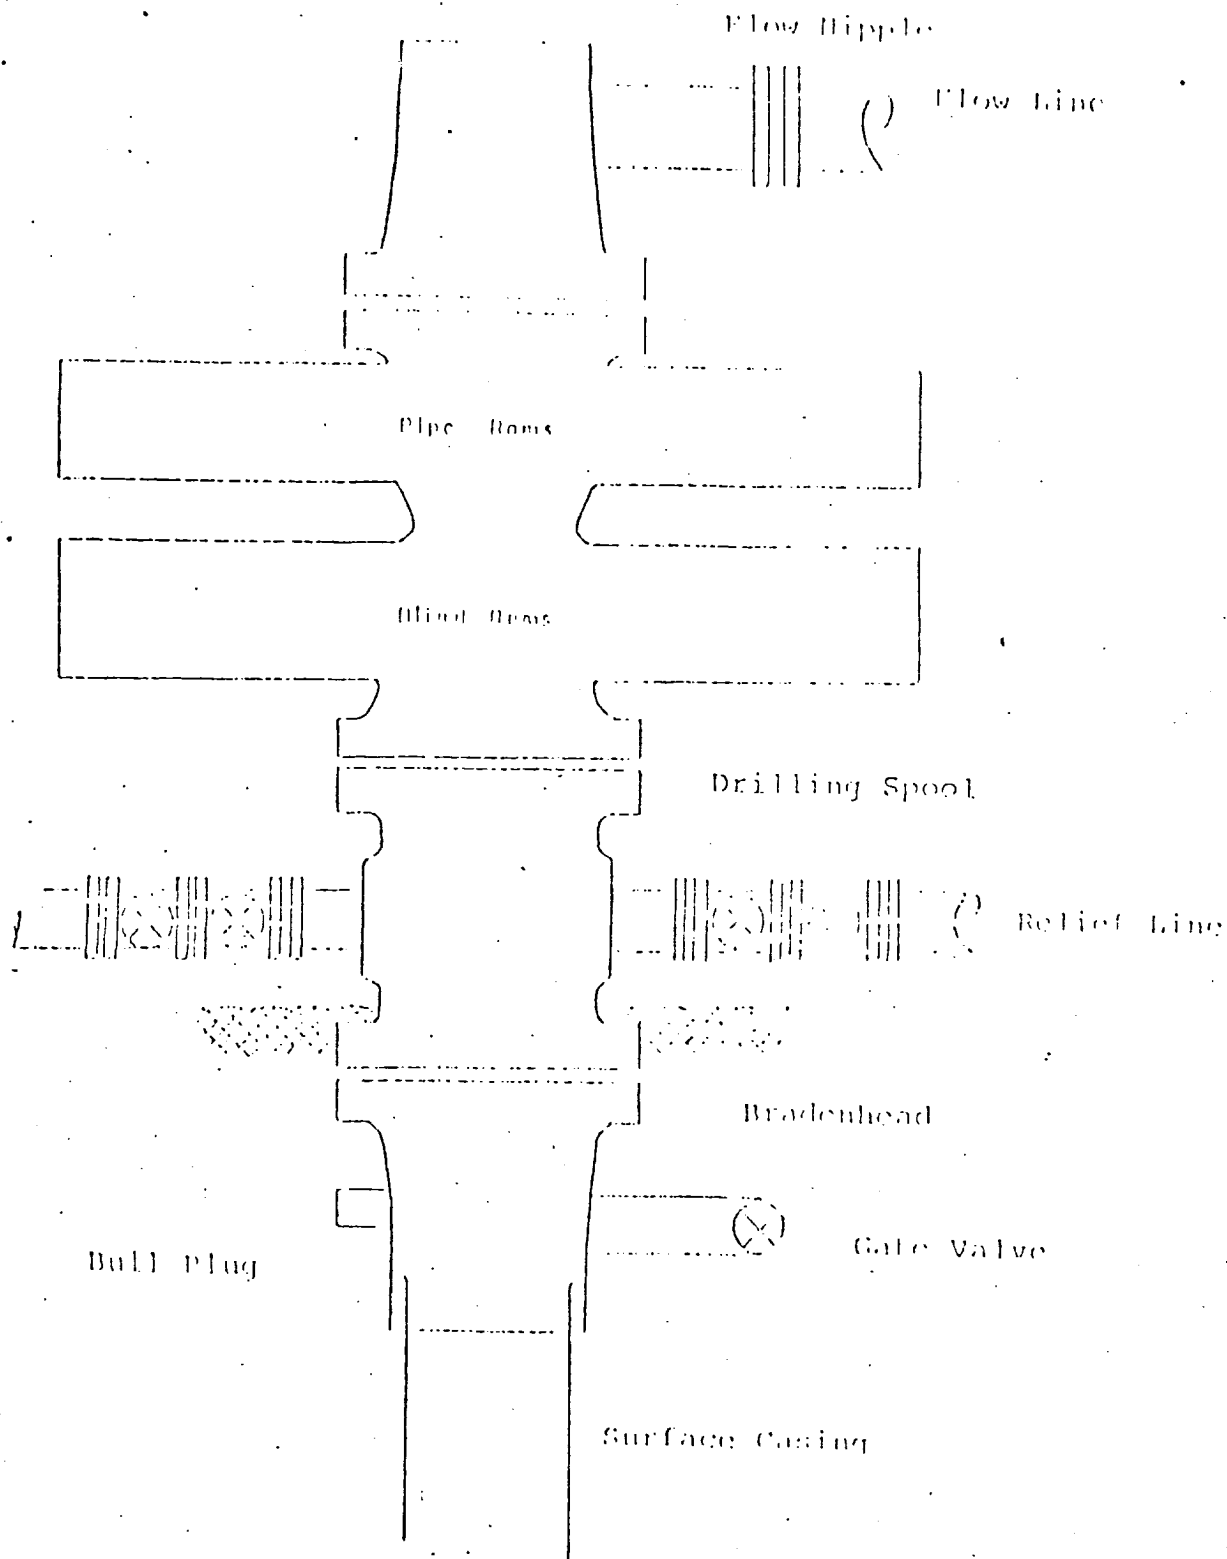 Flow Nipple
Flow Line
Pipe Rams
Blind Rams
Drilling Spool
Relief Line
Bradenhead
Bull Plug
Gate Valve
Surface Casing